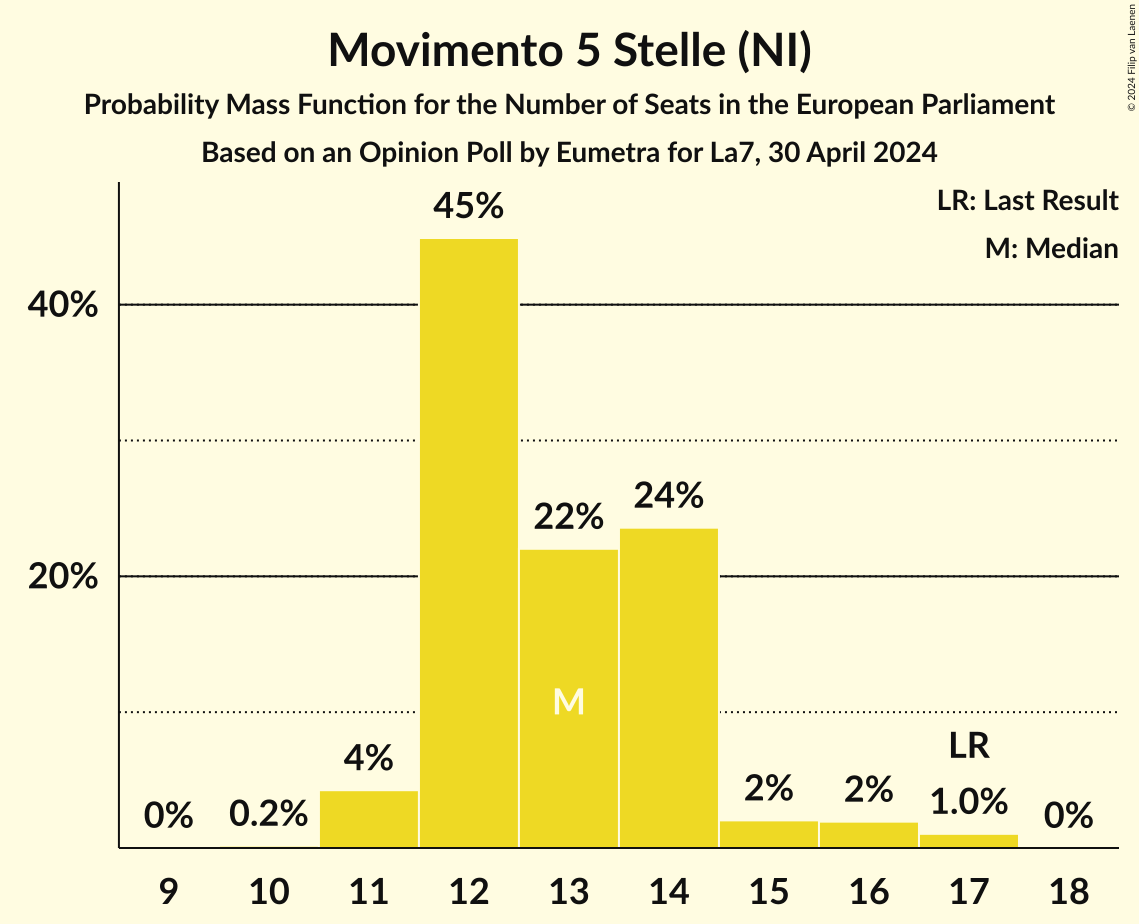 Movimento 5 Stelle (NI)
Probability Mass Function for the Number of Seats in the European Parliament
Based on an Opinion Poll by Eumetra for La7, 30 April 2024
© 2024 Filip van Laenen
LR: Last Result
M: Median
45%
40%
24%
22%
20%
M
4%
LR
0%
0.2%
2%
2%
1.0%
0%
9 10 11 12 13 14 15 16 17 18